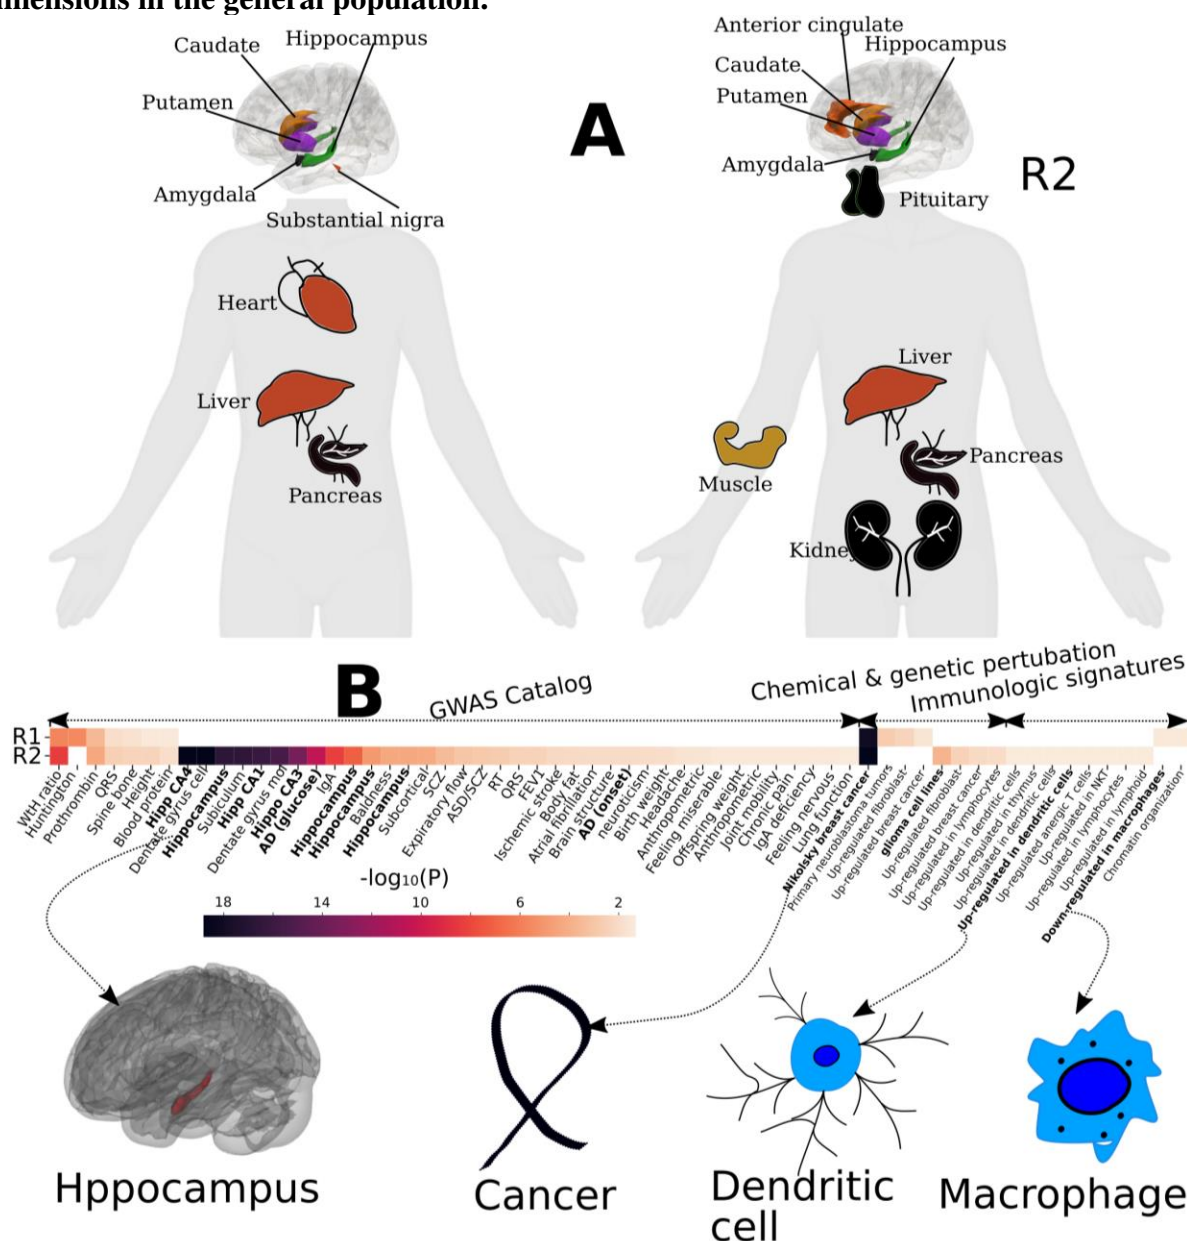 mensions in the general population.
Caudate
Hippocampus
Putamen
Amygdala
Substantial nigra
Heart
Liver
Pancreas
A
Anterior cingulate
Hippocampus
Caudate
Putamen
Amygdala
R2
Pituitary
Liver
Muscle
Pancreas
Kidne
B
GWAS Catalog
Chemical & genetic pertubation
Immunologic signatures
R1
R2
WtH ratio
Huntington
Prothrombin
QRS
Spine bone
Height
Blood protein
Hipp CA4
Dentate gyrus cell
Hippocampus
Subiculum
Hipp CA1
Dentate gyrus mol
Hippo CA3
AD (glucose)
IgA
Hippocampus
Hippocampus
Baldness
Hippocampus
Subcortical
SCZ
Expiratory flow
ASD/SCZ
RT
QRS
FEV1
Ischemic stroke
Body fat
Atrial fibrillation
Brain structure
AD (Onset)
neuroticism
Birth weight
Headache
Anthropometric
Feeling miserable
Offspring weight
Anthropometric
Joint mobility
Chronic pain
IgA deficiency
Feeling nervous
Lung function
Nikolsky breast cancer
Primary Neuroblastoma tumors
Up-regulated fibroblast
Up-regulated breast cancer
glioma cell lines
Up-regulated fibroblast
Up-regulated breast cancer
Up-regulated in lymphocytes
Up-regulated in dendritic cells
Up-regulated in thymus
Up-regulated in dendritic cells
Up-regulated in dendritic cells
Up-regulated anergic T cells
Up-regulated in NKT
Up-regulated in lymphocytes
Up-regulated in lymphoid
Down-regulated in macrophages
Chromatin organization
-log₁₀(P)
18 14 10 6 2
Hppocampus
Cancer
Dendritic
cell
Macrophage